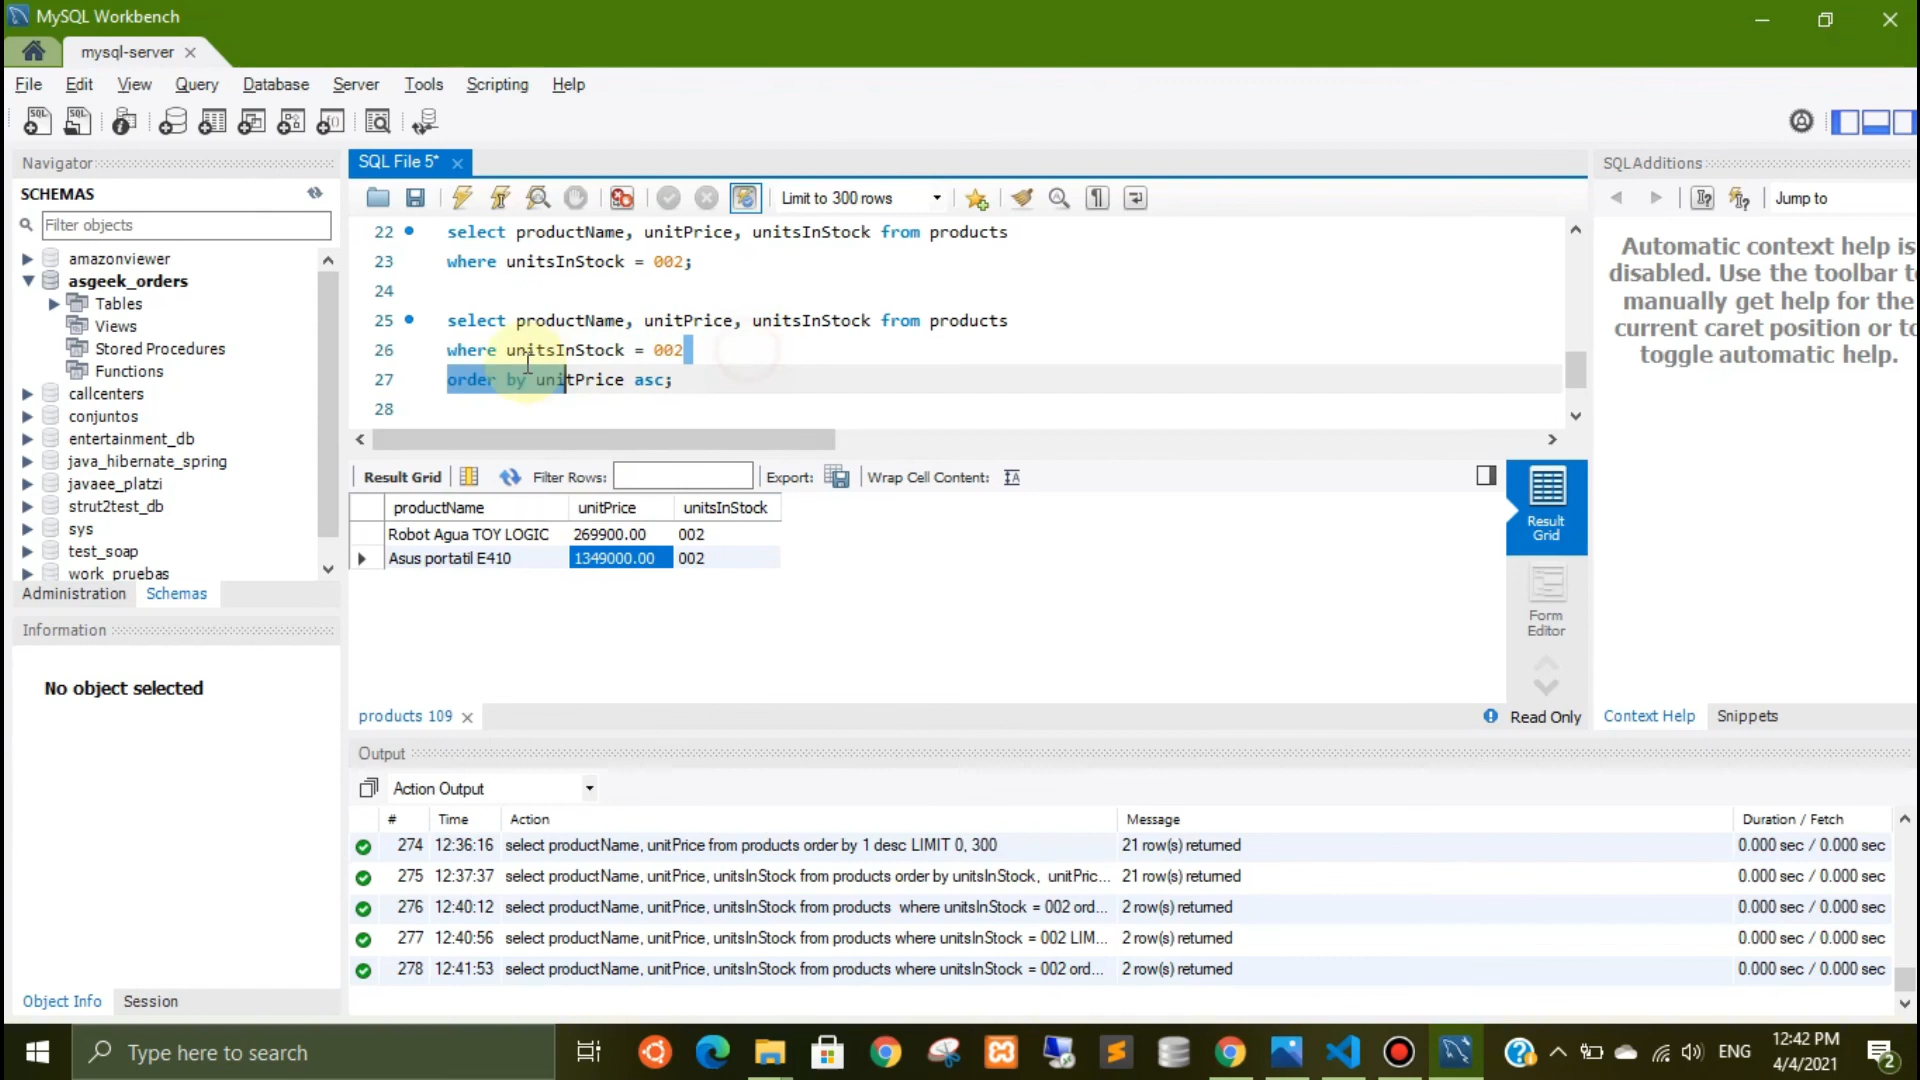 MySQL Workbench
mysql-server
File Edit View Query Database Server Tools Scripting Help
Navigator
SCHEMAS
Filter objects
amazonviewer
asgeek_orders
Tables
Views
Stored Procedures
Functions
callcenters
conjuntos
entertainment_db
java_hibernate_spring
javaee_platzi
strut2test_db
sys
test_soap
work_pruebas
Administration Schemas
Information
No object selected
Object Info Session
SQL File 5*
Limit to 300 rows
22 select productName, unitPrice, unitsInStock from products
23 where unitsInStock = 002;
24
25 select productName, unitPrice, unitsInStock from products
26 where unitsInStock = 002
27 order by unitPrice asc;
28
Result Grid Filter Rows: Export: Wrap Cell Content:
productName unitPrice unitsInStock
Robot Agua TOY LOGIC 269900.00 002
Asus portatil E410 1349000.00 002
Result
Grid
Form
Editor
products 109
Read Only
SQLAdditions
Jump to
Automatic context help is
disabled. Use the toolbar to
manually get help for the
current caret position or to
toggle automatic help.
Context Help Snippets
Output
Action Output
# Time Action Message Duration / Fetch
274 12:36:16 select productName, unitPrice from products order by 1 desc LIMIT 0, 300 21 row(s) returned 0.000 sec / 0.000 sec
275 12:37:37 select productName, unitPrice, unitsInStock from products order by unitsInStock, unitPric... 21 row(s) returned 0.000 sec / 0.000 sec
276 12:40:12 select productName, unitPrice, unitsInStock from products where unitsInStock = 002 ord... 2 row(s) returned 0.000 sec / 0.000 sec
277 12:40:56 select productName, unitPrice, unitsInStock from products where unitsInStock = 002 LIM... 2 row(s) returned 0.000 sec / 0.000 sec
278 12:41:53 select productName, unitPrice, unitsInStock from products where unitsInStock = 002 ord... 2 row(s) returned 0.000 sec / 0.000 sec
Type here to search
ENG
12:42 PM
4/4/2021
2